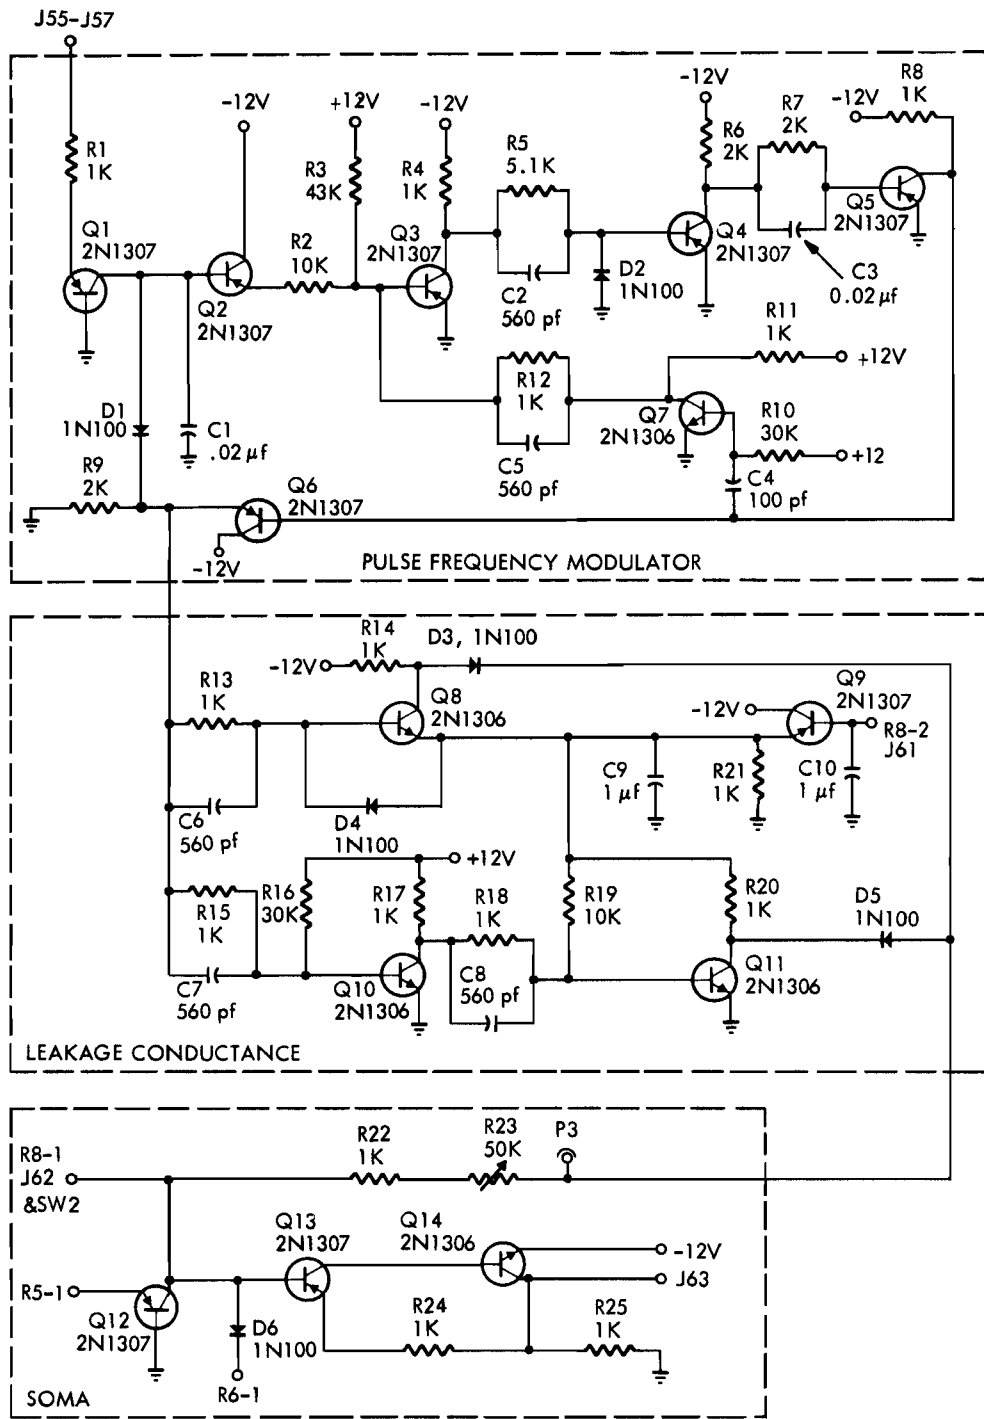 J55-J57
R1
1K
Q1
2N1307
-12V
Q2
2N1307
R2
10K
+12V
R3
43K
-12V
R4
1K
Q3
2N1307
R5
5.1K
C2
560 pf
D2
1N100
-12V
R6
2K
Q4
2N1307
R7
2K
C3
0.02 µf
-12V
R8
1K
Q5
2N1307
R11
1K
+12V
R12
1K
C5
560 pf
Q7
2N1306
R10
30K
+12
C4
100 pf
D1
1N100
C1
.02 µf
R9
2K
Q6
2N1307
-12V
PULSE FREQUENCY MODULATOR
R14
1K
-12V
D3, 1N100
R13
1K
Q8
2N1306
C6
560 pf
D4
1N100
Q9
2N1307
-12V
R8-2
J61
C9
1 µf
R21
1K
C10
1 µf
+12V
R15
1K
R16
30K
R17
1K
R18
1K
C7
560 pf
Q10
2N1306
C8
560 pf
R19
10K
R20
1K
D5
1N100
Q11
2N1306
LEAKAGE CONDUCTANCE
R8-1
J62
&SW2
R22
1K
R23
50K
P3
Q13
2N1307
Q14
2N1306
-12V
J63
R5-1
Q12
2N1307
D6
1N100
R6-1
R24
1K
R25
1K
SOMA